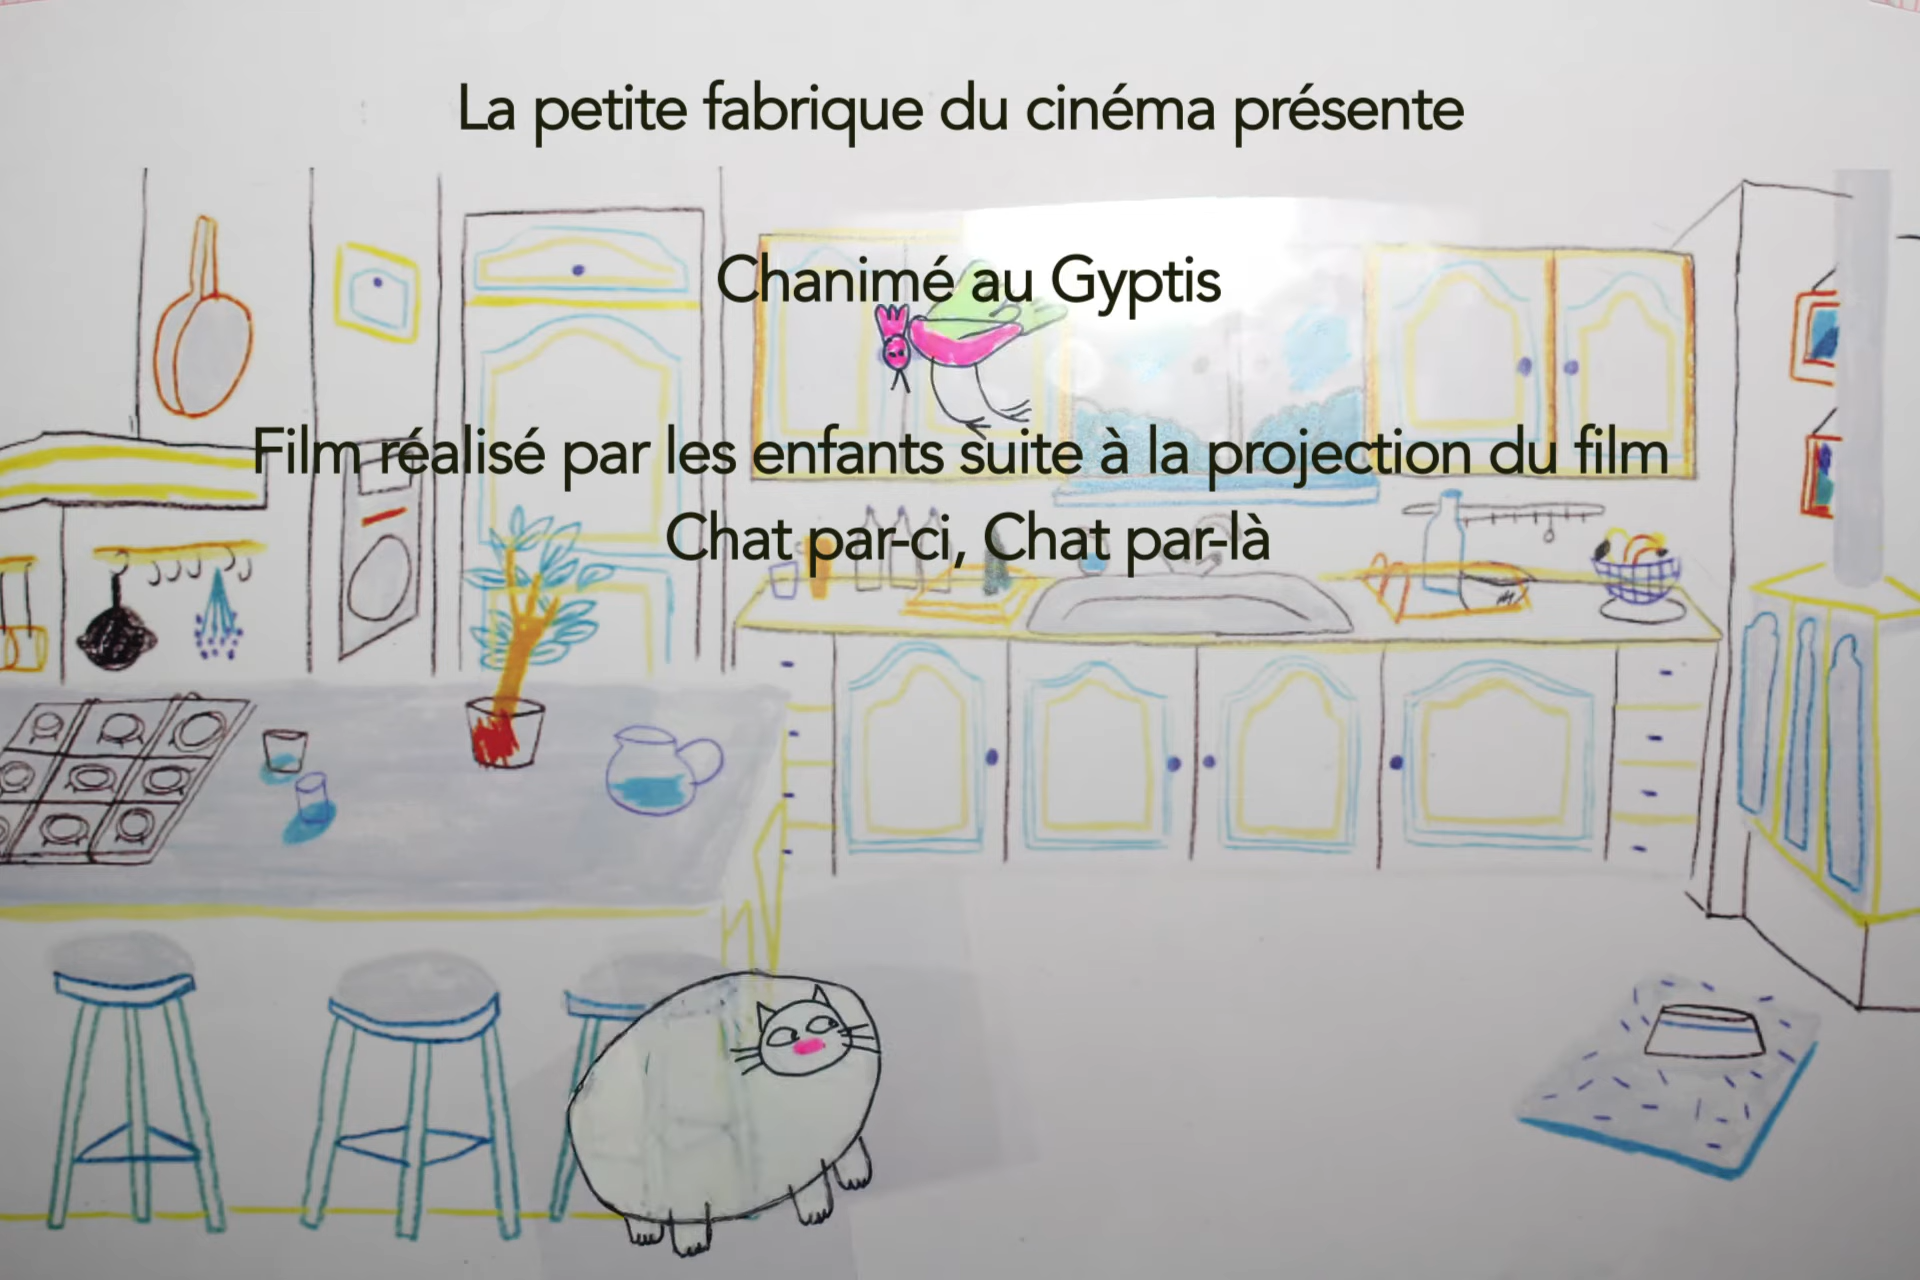 La petite fabrique du cinéma présente
Chanimé au Gyptis
Film réalisé par les enfants suite à la projection du film
Chat par-ci, Chat par-là